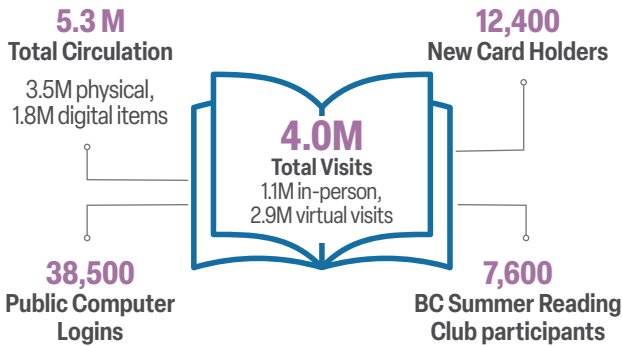 5.3 M
Total Circulation
3.5M physical,
1.8M digital items
12,400
New Card Holders
4.0M
Total Visits
1.1M in-person,
2.9M virtual visits
38,500
Public Computer
Logins
7,600
BC Summer Reading
Club participants